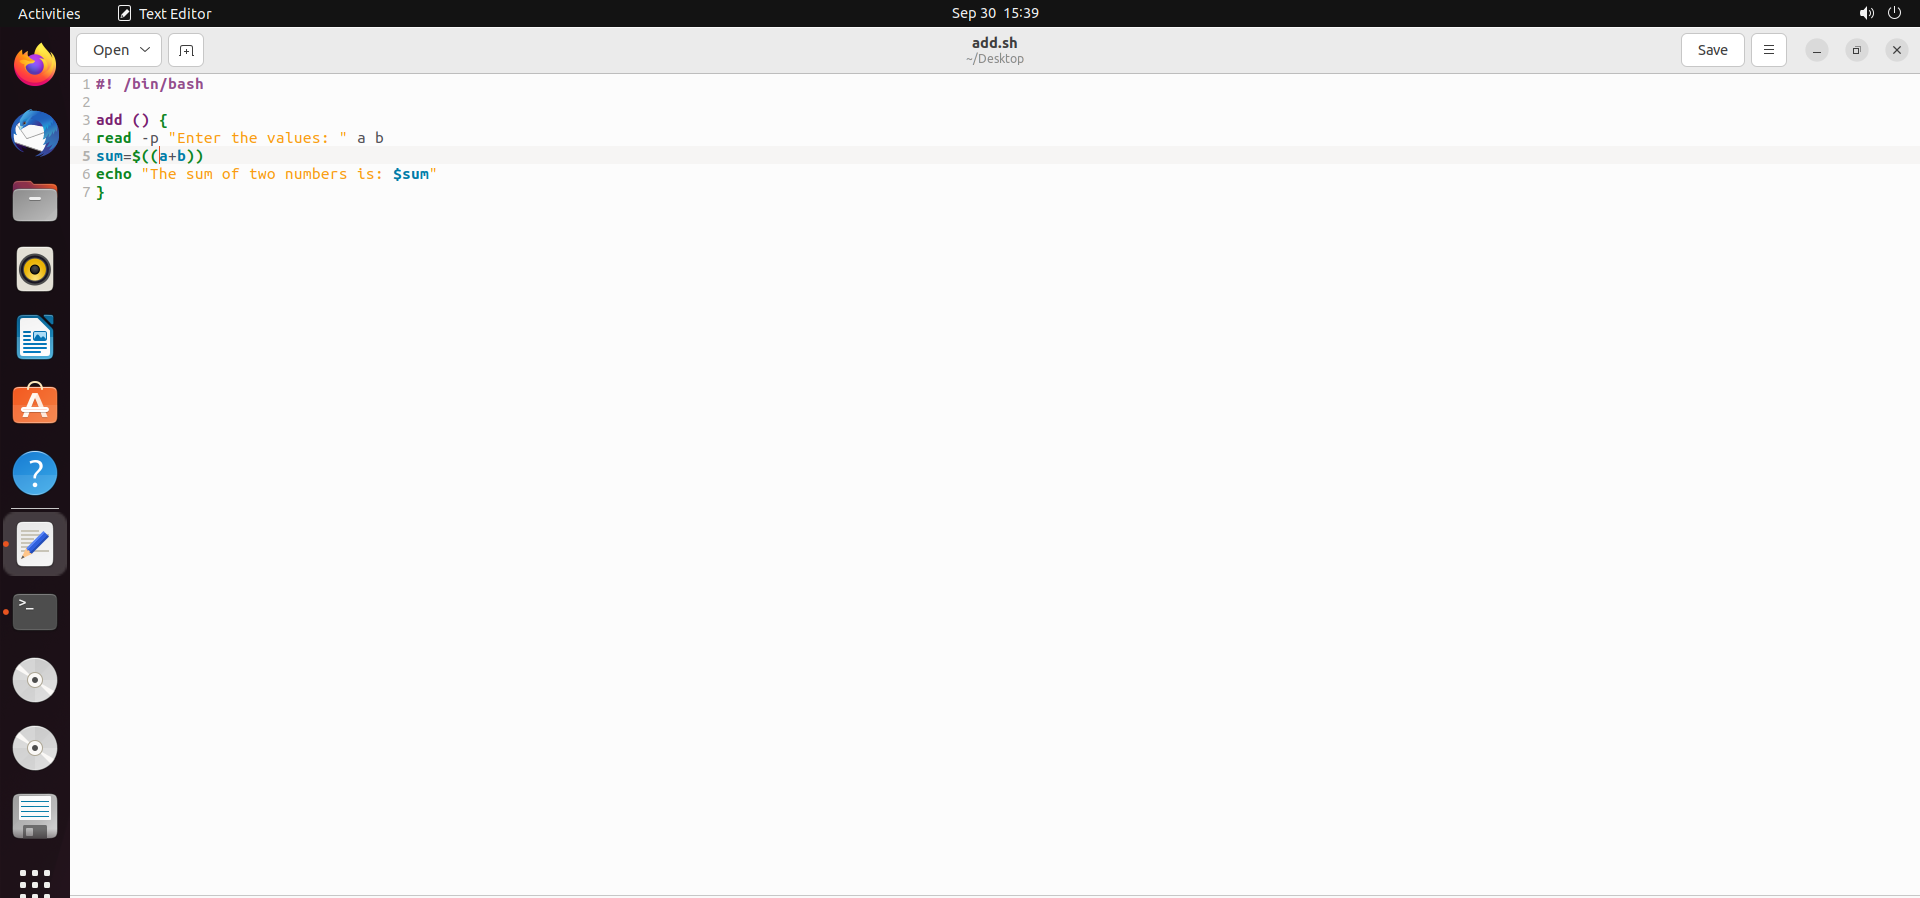 Activities Text Editor Sep 30 15:39
Open add.sh Save
~/Desktop
1 #! /bin/bash
2
3 add () {
4 read -p "Enter the values: " a b
5 sum=$((a+b))
6 echo "The sum of two numbers is: $sum"
7 }
?
>_